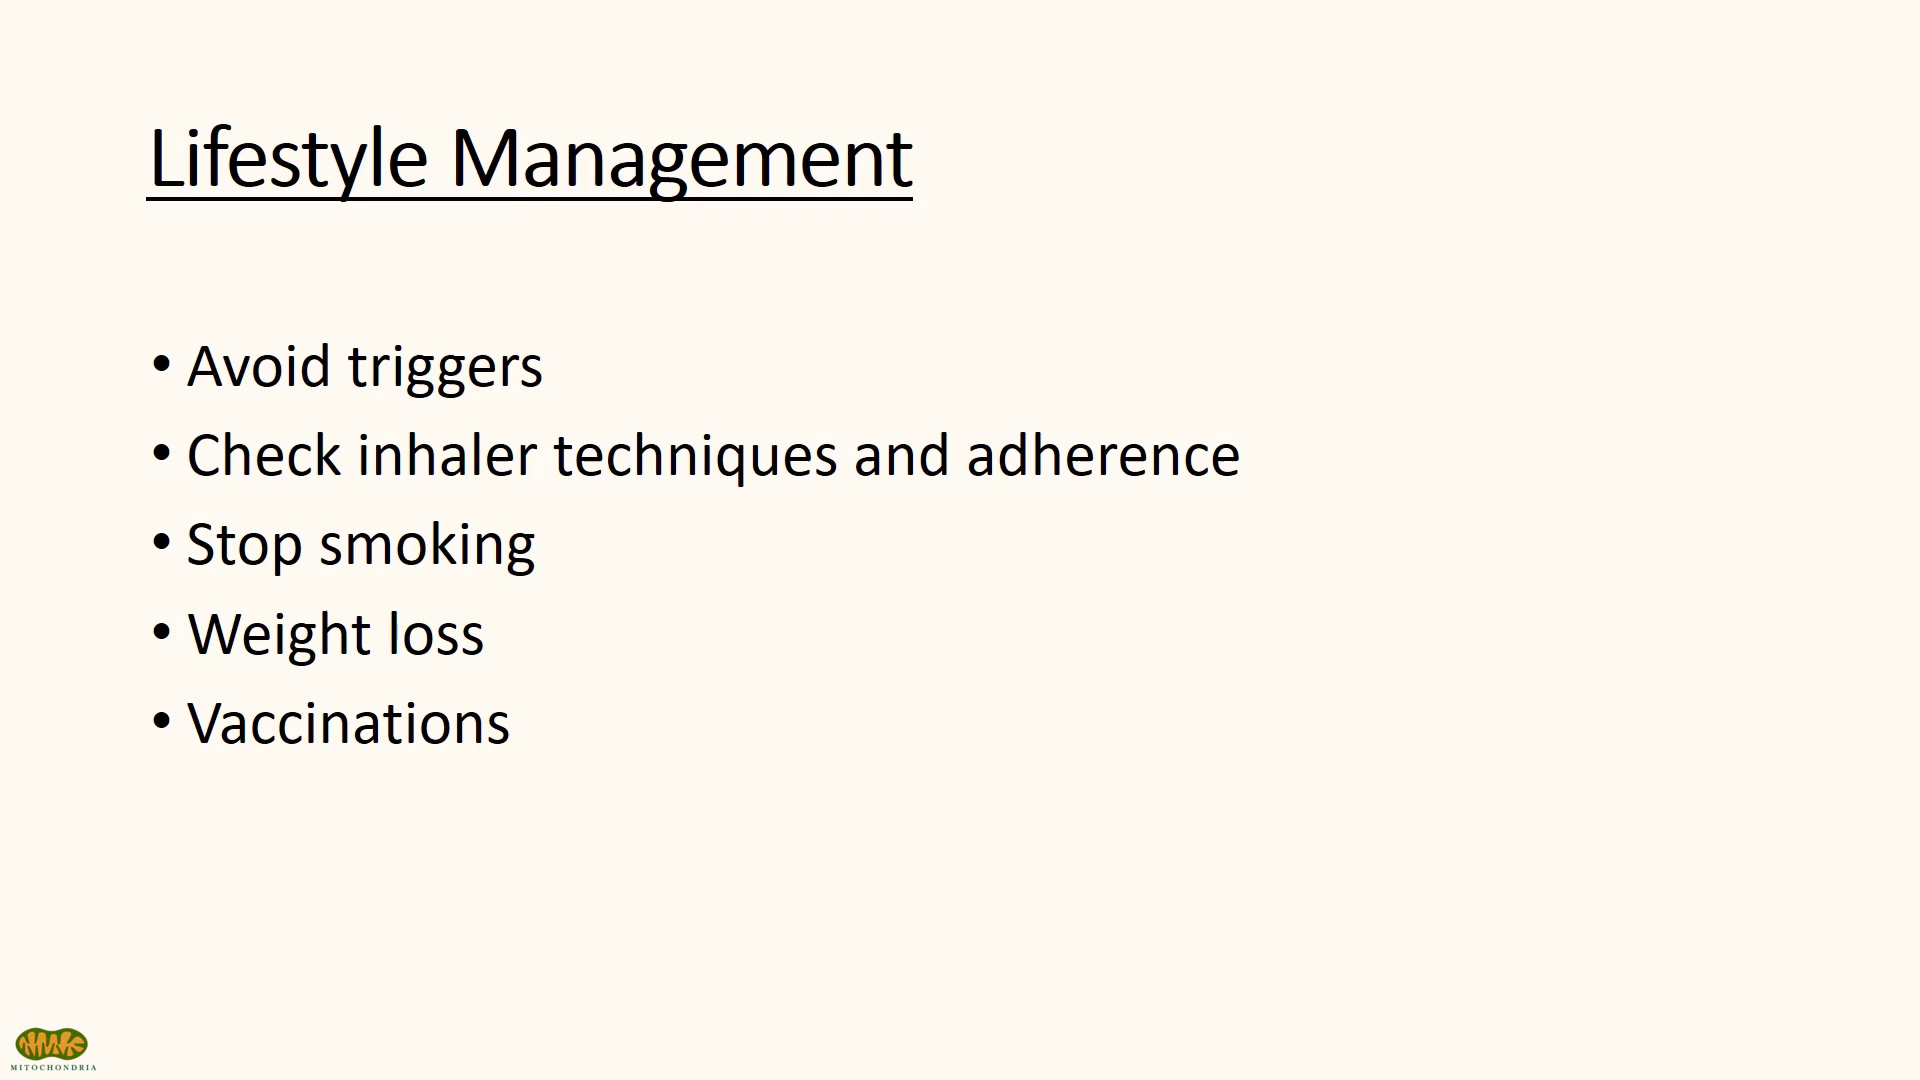 Lifestyle Management
• Avoid triggers
• Check inhaler techniques and adherence
• Stop smoking
• Weight loss
• Vaccinations
MITOCHONDRIA